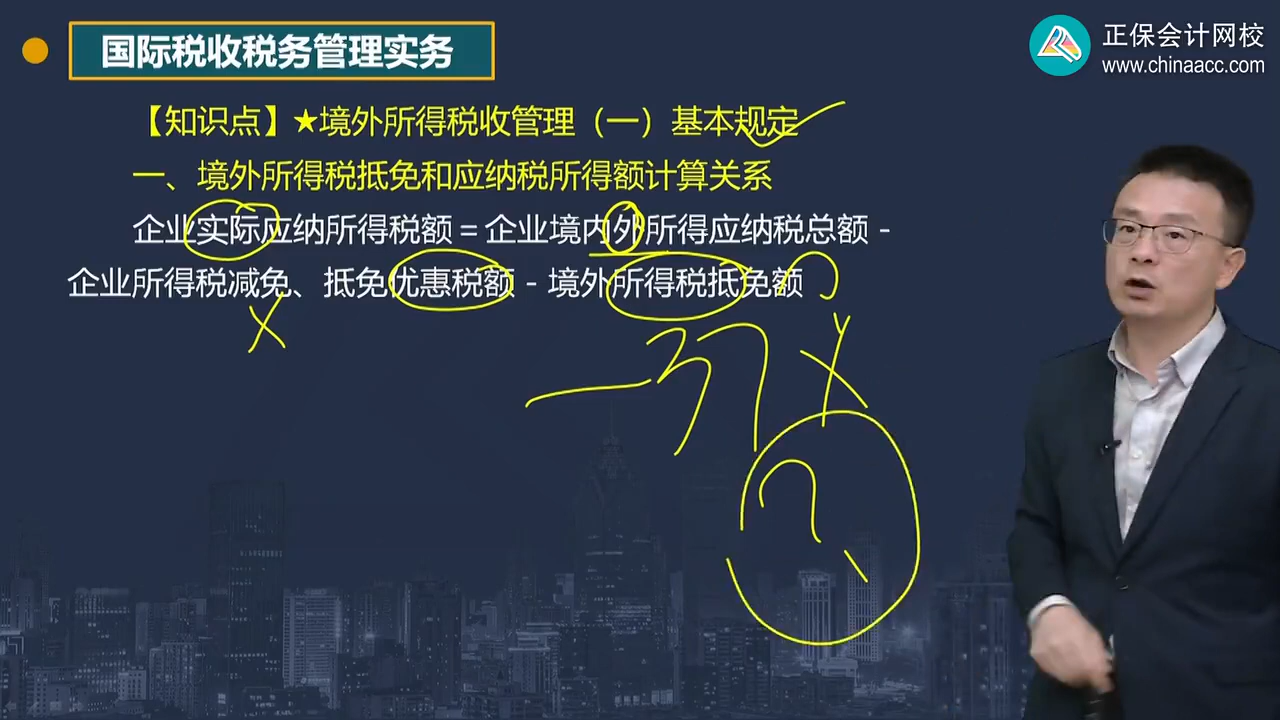 国际税收税务管理实务
正保会计网校
www.chinaacc.com
【知识点】★境外所得税收管理（一）基本规定
一、境外所得税抵免和应纳税所得额计算关系
企业实际应纳所得税额＝企业境内外所得应纳税总额 -
企业所得税减免、抵免优惠税额 - 境外所得税抵免额